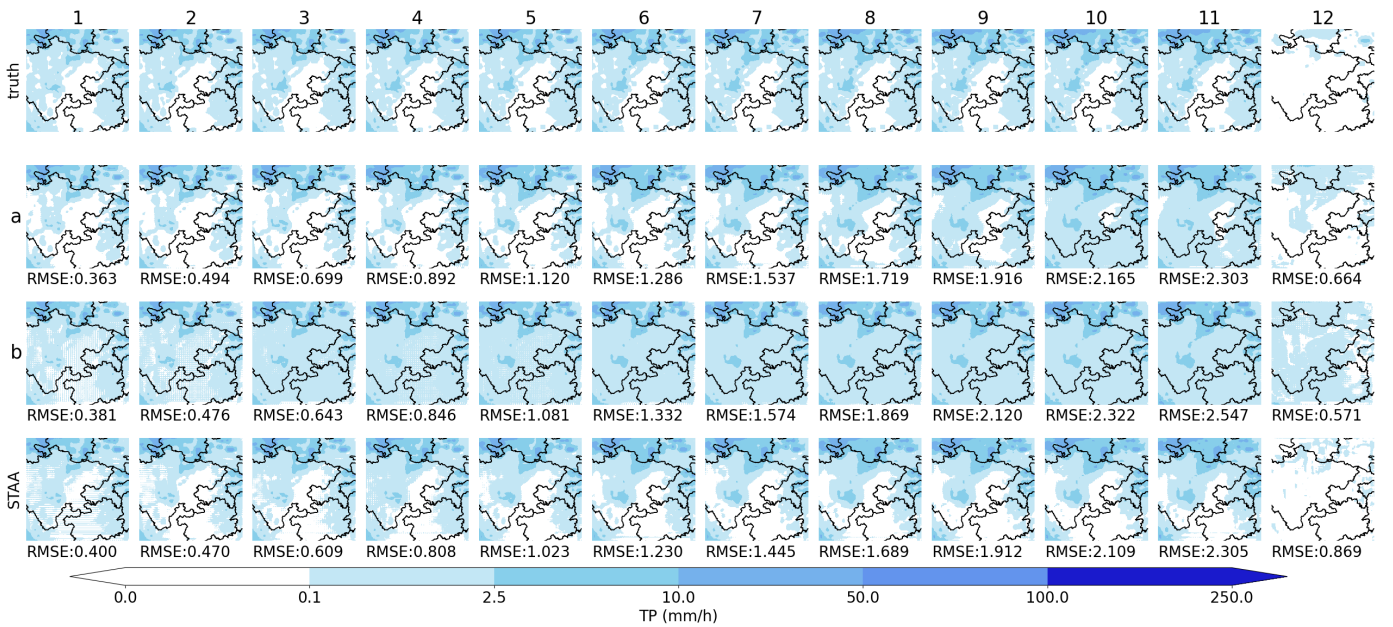 1 2 3 4 5 6 7 8 9 10 11 12
truth
a
RMSE:0.363 RMSE:0.494 RMSE:0.699 RMSE:0.892 RMSE:1.120 RMSE:1.286 RMSE:1.537 RMSE:1.719 RMSE:1.916 RMSE:2.165 RMSE:2.303 RMSE:0.664
b
RMSE:0.381 RMSE:0.476 RMSE:0.643 RMSE:0.846 RMSE:1.081 RMSE:1.332 RMSE:1.574 RMSE:1.869 RMSE:2.120 RMSE:2.322 RMSE:2.547 RMSE:0.571
STAA
RMSE:0.400 RMSE:0.470 RMSE:0.609 RMSE:0.808 RMSE:1.023 RMSE:1.230 RMSE:1.445 RMSE:1.689 RMSE:1.912 RMSE:2.109 RMSE:2.305 RMSE:0.869
0.0 0.1 2.5 10.0 50.0 100.0 250.0
TP (mm/h)